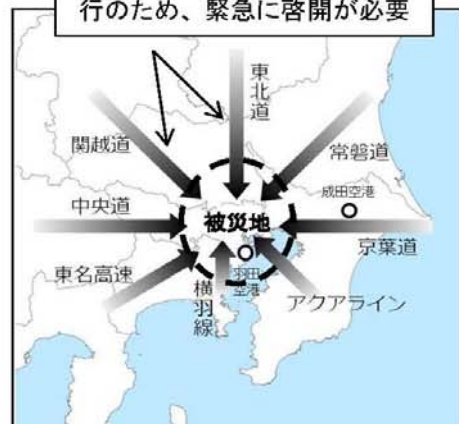 行のため、緊急に啓開が必要
東北道
関越道
常磐道
成田空港
中央道
被災地
京葉道
東名高速
羽田
空港
横羽線
アクアライン